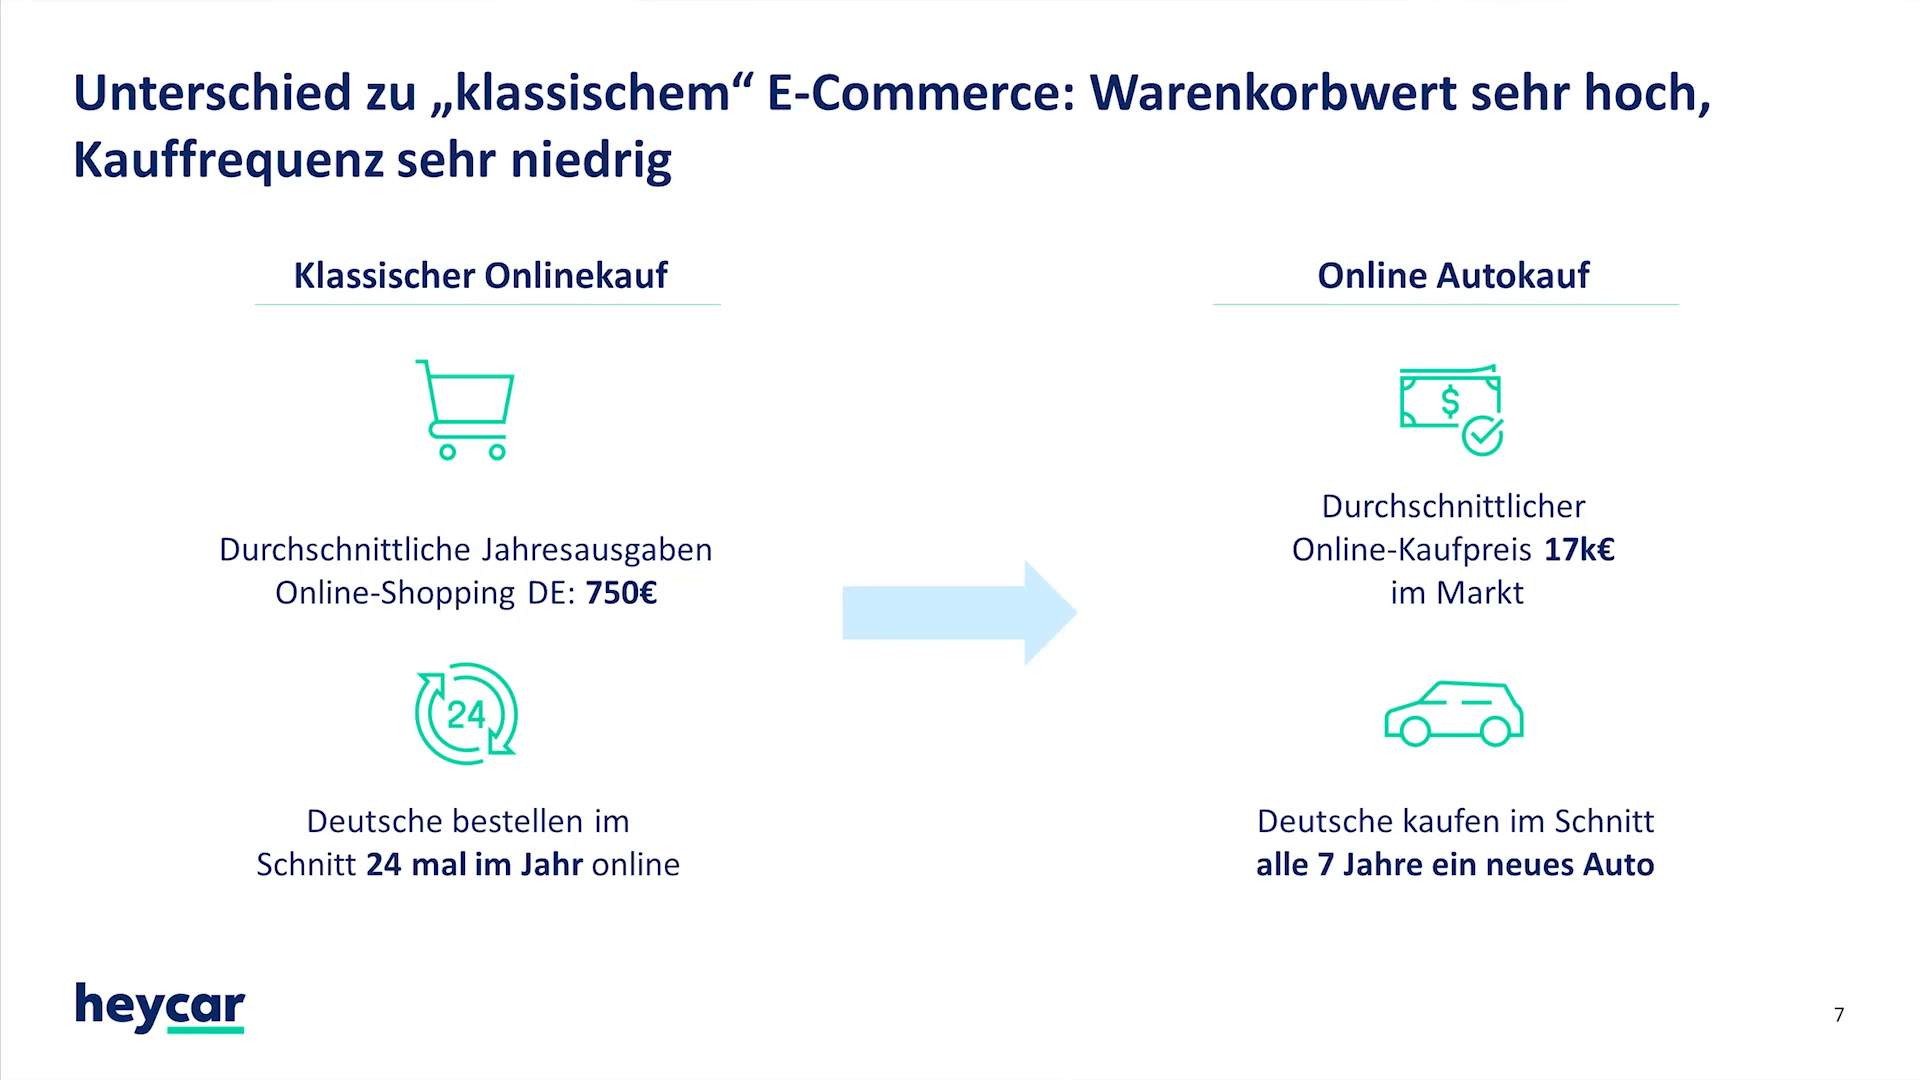 Unterschied zu „klassischem“ E-Commerce: Warenkorbwert sehr hoch,
Kauffrequenz sehr niedrig
Klassischer Onlinekauf
Durchschnittliche Jahresausgaben
Online-Shopping DE: 750€
24
Deutsche bestellen im
Schnitt 24 mal im Jahr online
Online Autokauf
$
Durchschnittlicher
Online-Kaufpreis 17k€
im Markt
Deutsche kaufen im Schnitt
alle 7 Jahre ein neues Auto
heycar
7